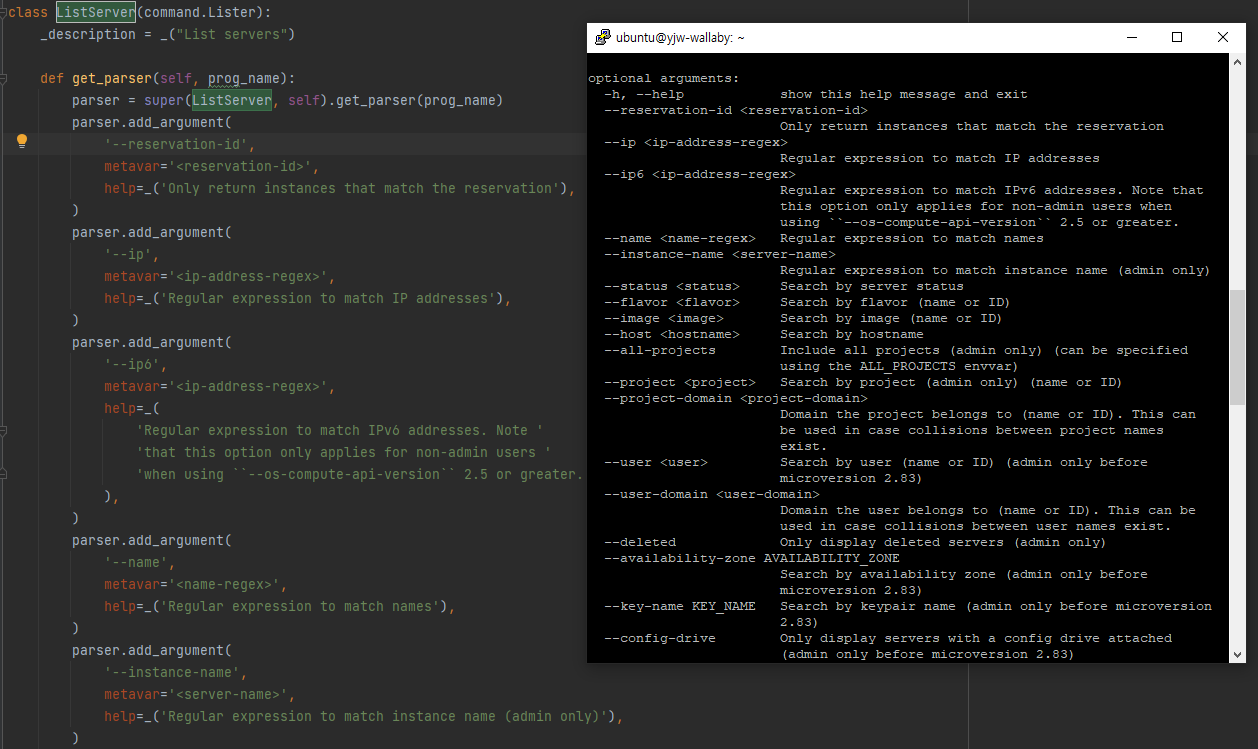 class ListServer(command.Lister):
    _description = _("List servers")
    def get_parser(self, prog_name):
        parser = super(ListServer, self).get_parser(prog_name)
        parser.add_argument(
            '--reservation-id',
            metavar='<reservation-id>',
            help=_('Only return instances that match the reservation'),
        )
        parser.add_argument(
            '--ip',
            metavar='<ip-address-regex>',
            help=_('Regular expression to match IP addresses'),
        )
        parser.add_argument(
            '--ip6',
            metavar='<ip-address-regex>',
            help=_(
                'Regular expression to match IPv6 addresses. Note '
                'that this option only applies for non-admin users '
                'when using ``--os-compute-api-version`` 2.5 or greater.
            ),
        )
        parser.add_argument(
            '--name',
            metavar='<name-regex>',
            help=_('Regular expression to match names'),
        )
        parser.add_argument(
            '--instance-name',
            metavar='<server-name>',
            help=_('Regular expression to match instance name (admin only)'),
        )
ubuntu@yjw-wallaby: ~
optional arguments:
  -h, --help            show this help message and exit
  --reservation-id <reservation-id>
                        Only return instances that match the reservation
  --ip <ip-address-regex>
                        Regular expression to match IP addresses
  --ip6 <ip-address-regex>
                        Regular expression to match IPv6 addresses. Note that
                        this option only applies for non-admin users when
                        using ``--os-compute-api-version`` 2.5 or greater.
  --name <name-regex>   Regular expression to match names
  --instance-name <server-name>
                        Regular expression to match instance name (admin only)
  --status <status>     Search by server status
  --flavor <flavor>     Search by flavor (name or ID)
  --image <image>       Search by image (name or ID)
  --host <hostname>     Search by hostname
  --all-projects        Include all projects (admin only) (can be specified
                        using the ALL_PROJECTS envvar)
  --project <project>   Search by project (admin only) (name or ID)
  --project-domain <project-domain>
                        Domain the project belongs to (name or ID). This can
                        be used in case collisions between project names
                        exist.
  --user <user>         Search by user (name or ID) (admin only before
                        microversion 2.83)
  --user-domain <user-domain>
                        Domain the user belongs to (name or ID). This can be
                        used in case collisions between user names exist.
  --deleted             Only display deleted servers (admin only)
  --availability-zone AVAILABILITY_ZONE
                        Search by availability zone (admin only before
                        microversion 2.83)
  --key-name KEY_NAME   Search by keypair name (admin only before microversion
                        2.83)
  --config-drive        Only display servers with a config drive attached
                        (admin only before microversion 2.83)